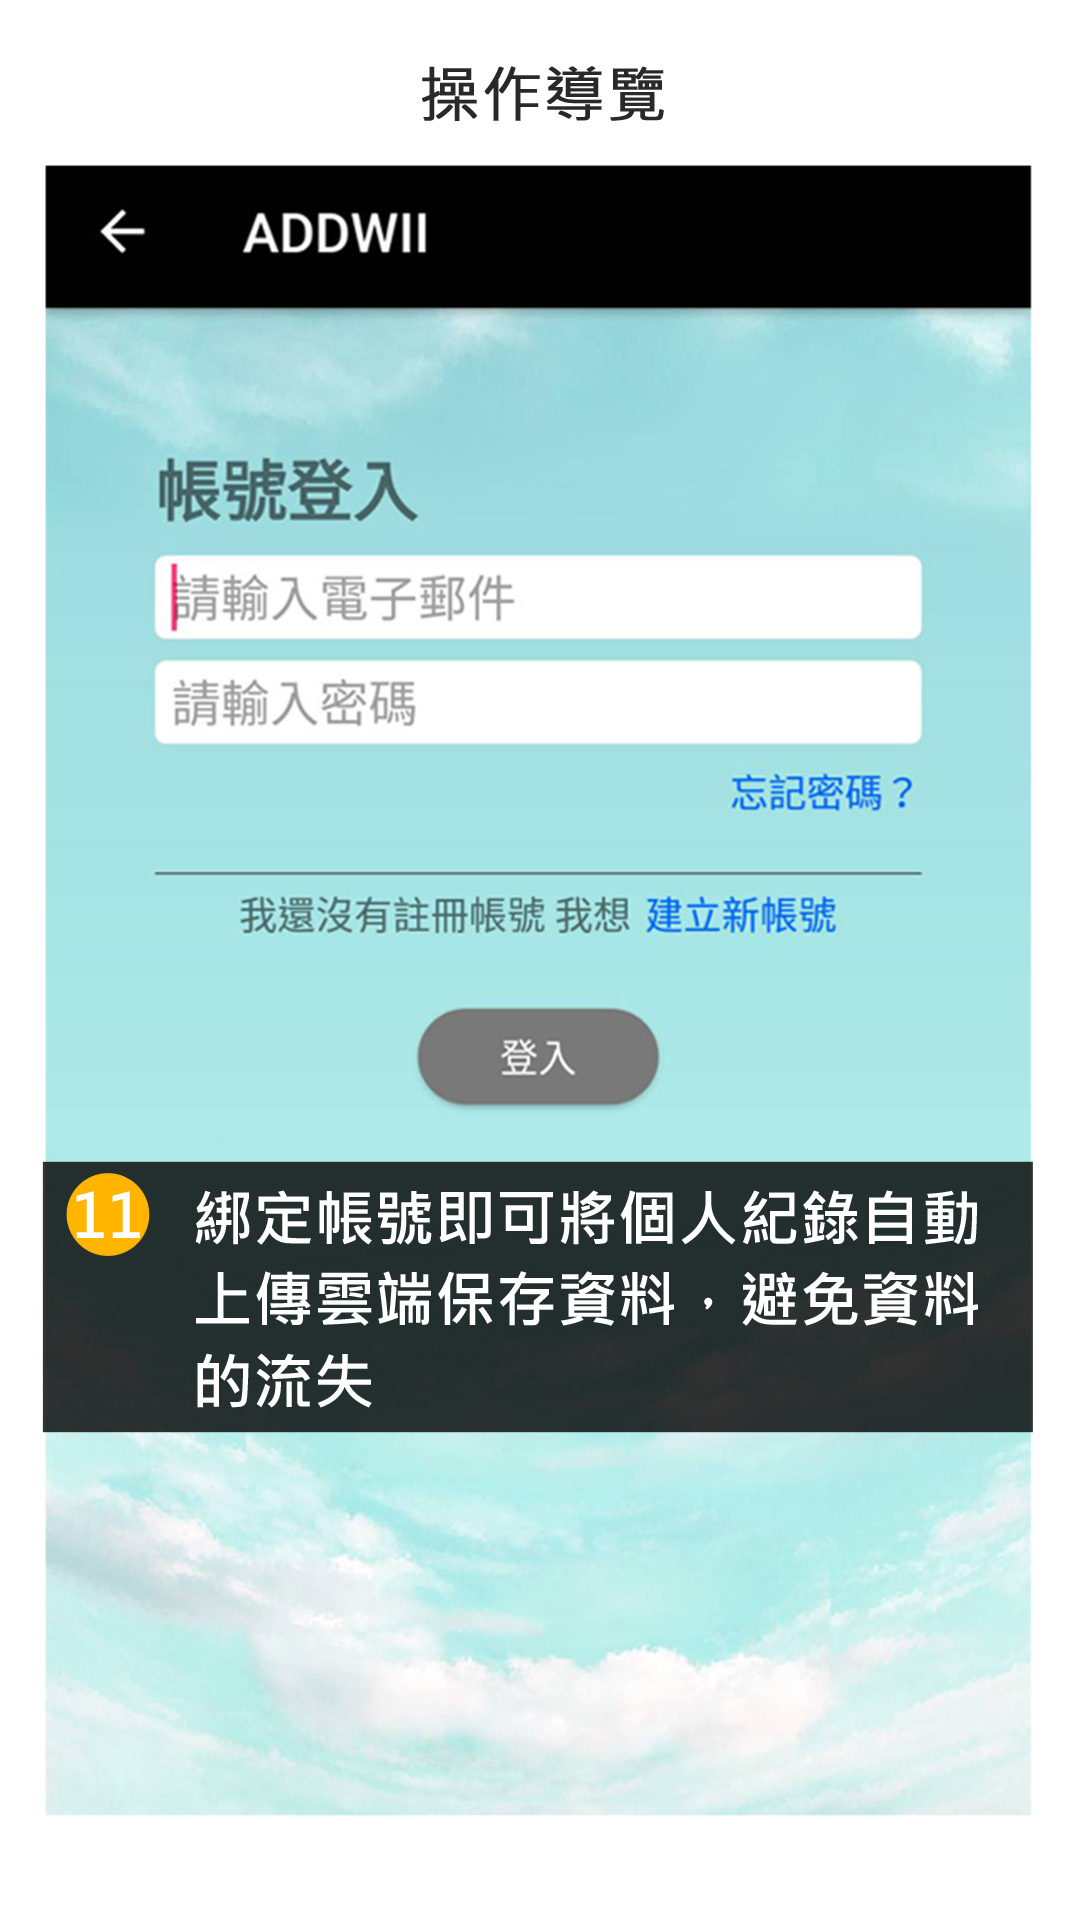 操作導覽
ADDWII
帳號登入
請輸入電子郵件
請輸入密碼
忘記密碼？
我還沒有註冊帳號 我想 建立新帳號
登入
11 綁定帳號即可將個人紀錄自動
上傳雲端保存資料，避免資料
的流失